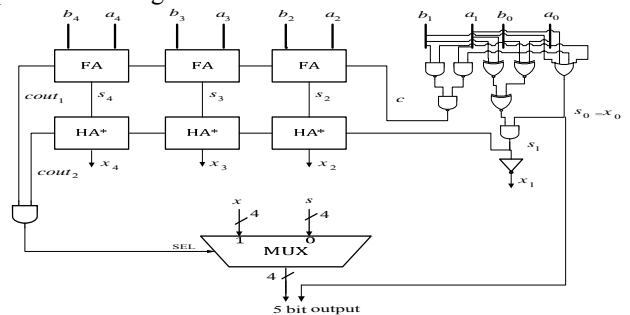 b4 a4 b3 a3 b2 a2 b1 a1 b0 a0
FA FA FA
cout1 s4 s3 s2 c
s0 = x0
HA* HA* HA*
s1
x4 x3 x2
cout2
x1
x s
4 4
SEL 1 0
MUX
4
5 bit output